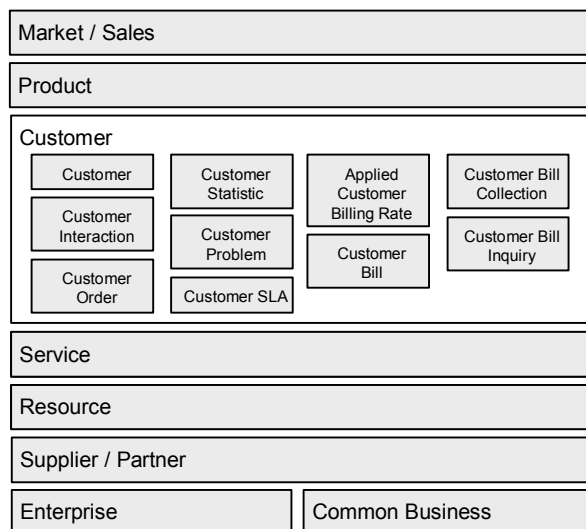 Market / Sales
Product
Customer
Customer
Customer
Interaction
Customer
Order
Customer
Statistic
Customer
Problem
Customer SLA
Applied
Customer
Billing Rate
Customer
Bill
Customer Bill
Collection
Customer Bill
Inquiry
Service
Resource
Supplier / Partner
Enterprise
Common Business